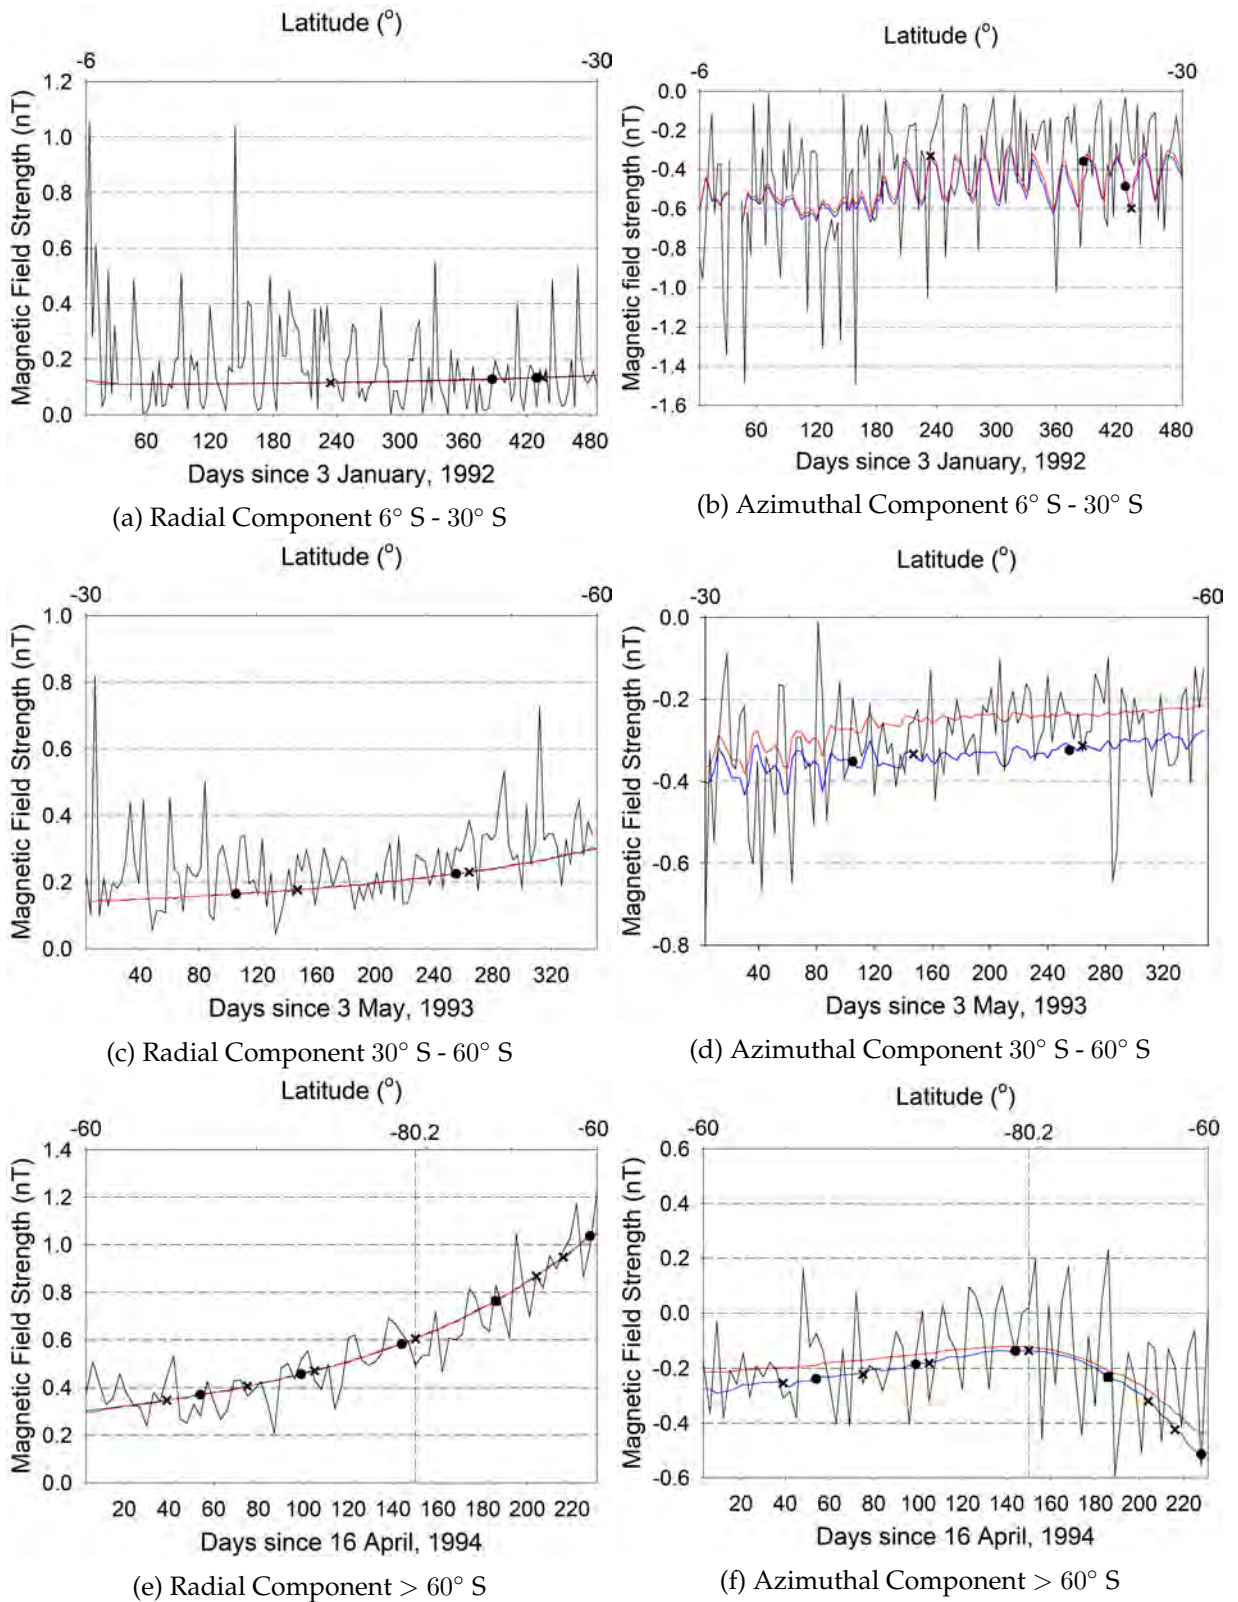 Latitude (°)
-6 -30
1.2
1.0
0.8
0.6
0.4
0.2
0.0
Magnetic Field Strength (nT)
60 120 180 240 300 360 420 480
Days since 3 January, 1992
(a) Radial Component 6° S - 30° S
Latitude (°)
-6 -30
0.0
-0.2
-0.4
-0.6
-0.8
-1.0
-1.2
-1.4
-1.6
Magnetic field strength (nT)
60 120 180 240 300 360 420 480
Days since 3 January, 1992
(b) Azimuthal Component 6° S - 30° S
Latitude (°)
-30 -60
1.0
0.8
0.6
0.4
0.2
0.0
Magnetic Field Strength (nT)
40 80 120 160 200 240 280 320
Days since 3 May, 1993
(c) Radial Component 30° S - 60° S
Latitude (°)
-30 -60
0.0
-0.2
-0.4
-0.6
-0.8
Magnetic Field Strength (nT)
40 80 120 160 200 240 280 320
Days since 3 May, 1993
(d) Azimuthal Component 30° S - 60° S
Latitude (°)
-60 -80.2 -60
1.4
1.2
1.0
0.8
0.6
0.4
0.2
0.0
Magnetic Field Strength (nT)
20 40 60 80 100 120 140 160 180 200 220
Days since 16 April, 1994
(e) Radial Component > 60° S
Latitude (°)
-60 -80.2 -60
0.6
0.4
0.2
0.0
-0.2
-0.4
-0.6
Magnetic Field Strength (nT)
20 40 60 80 100 120 140 160 180 200 220
Days since 16 April, 1994
(f) Azimuthal Component > 60° S